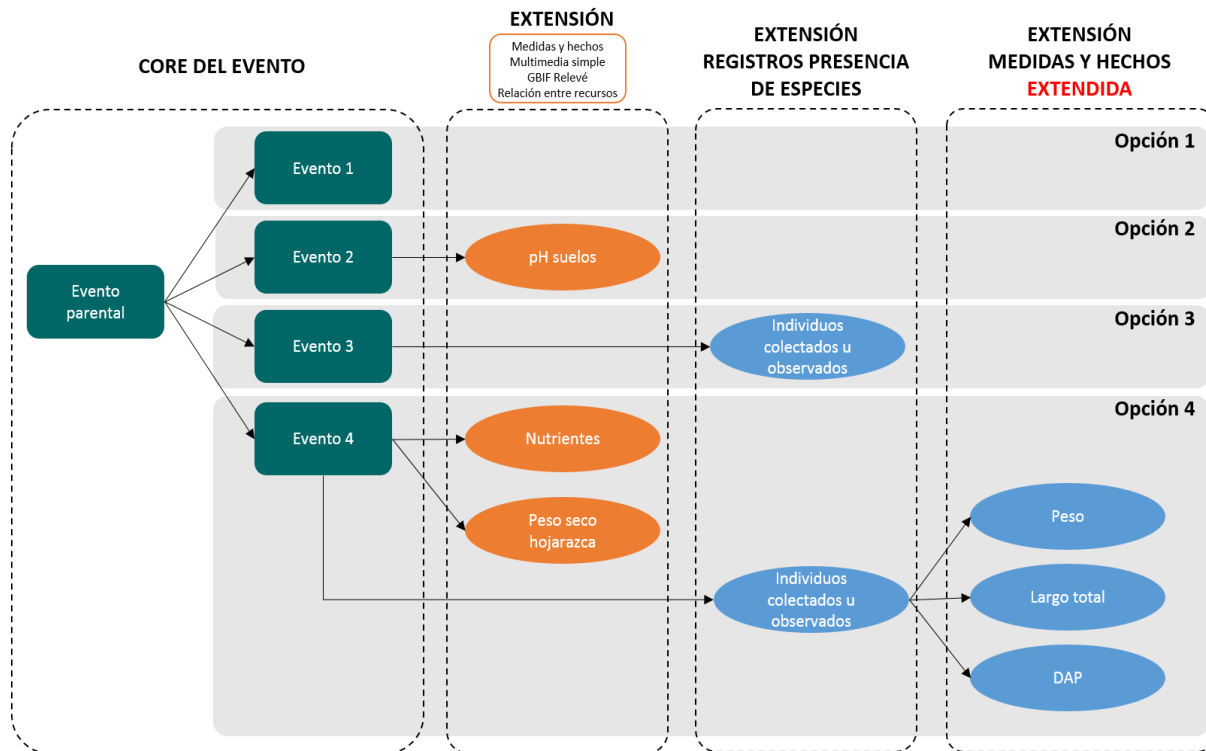 CORE DEL EVENTO
EXTENSIÓN
Medidas y hechos
Multimedia simple
GBIF Relevé
Relación entre recursos
EXTENSIÓN
REGISTROS PRESENCIA
DE ESPECIES
EXTENSIÓN
MEDIDAS Y HECHOS
EXTENDIDA
Evento
parental
Opción 1
Evento 1
Opción 2
Evento 2
pH suelos
Opción 3
Evento 3
Individuos
colectados u
observados
Opción 4
Evento 4
Nutrientes
Peso seco
hojarazca
Individuos
colectados u
observados
Peso
Largo total
DAP